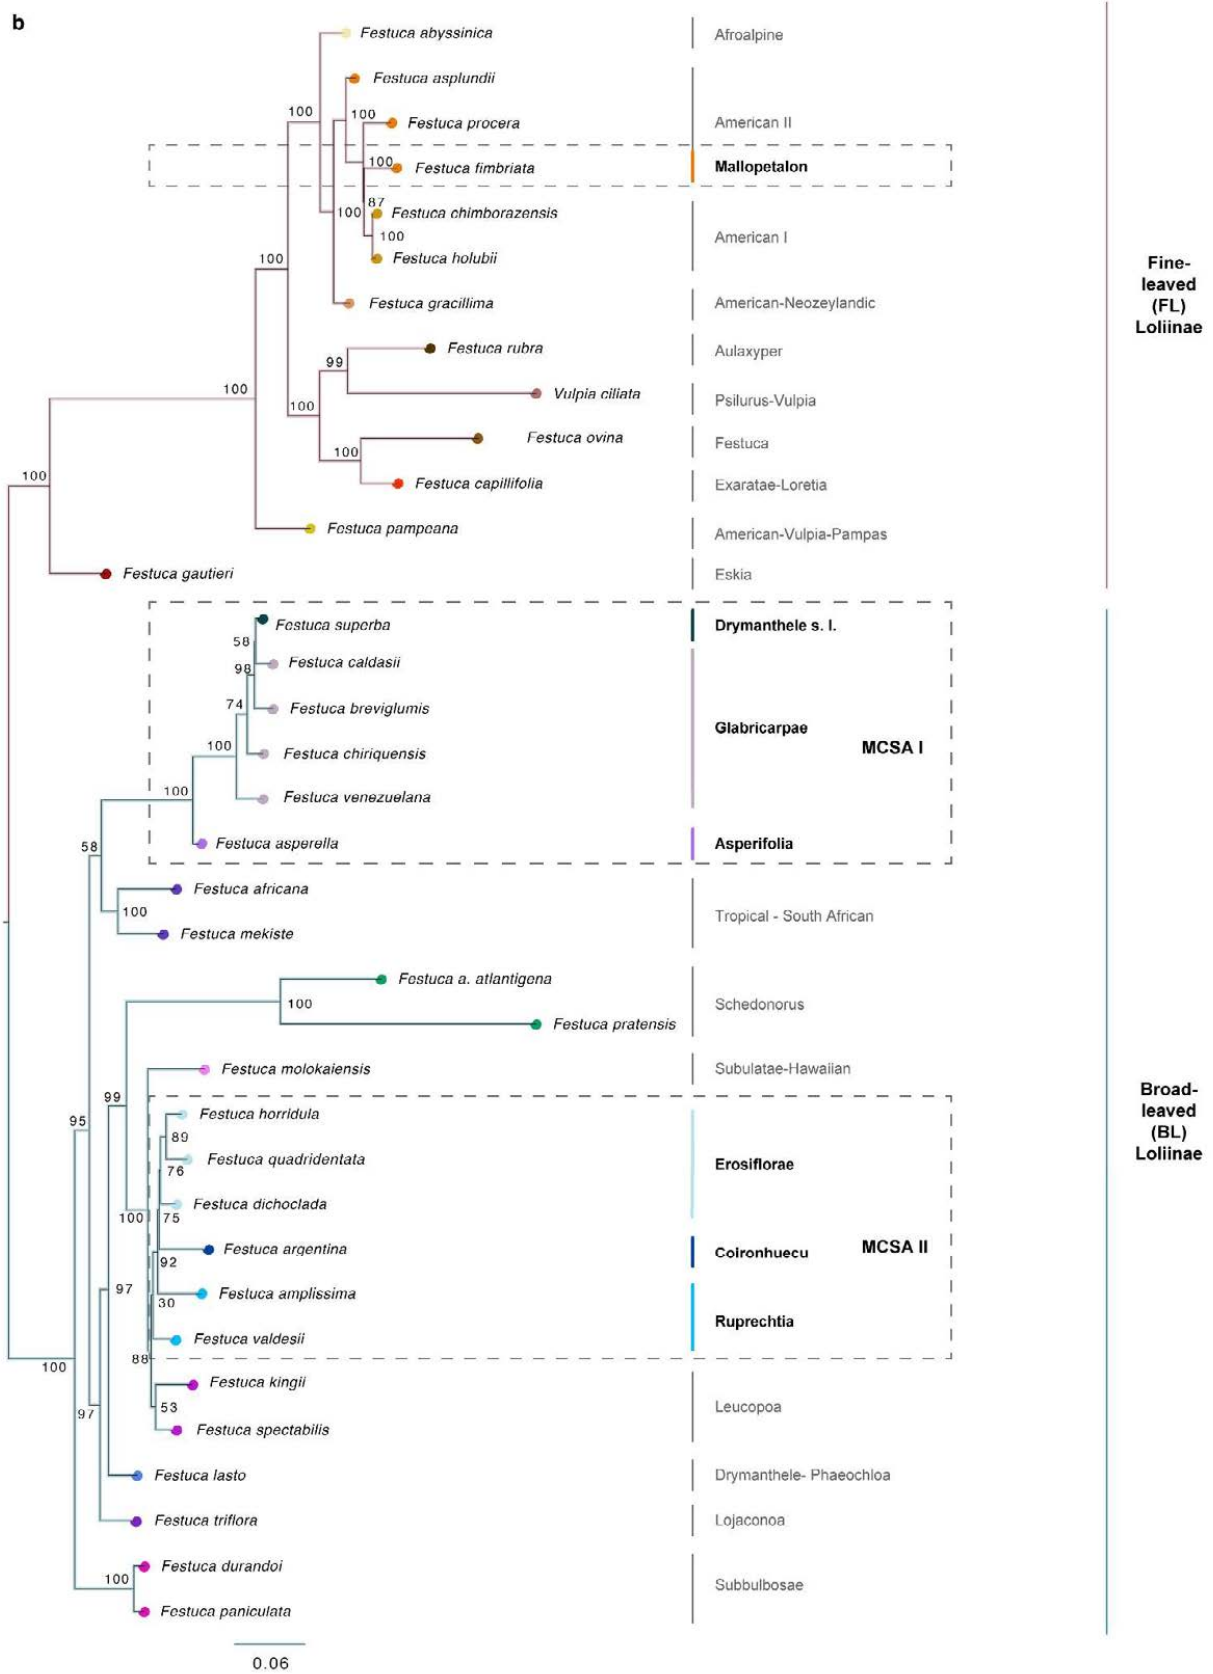 b
Festuca abyssinica
Afroalpine
Festuca asplundii
100
100
Festuca procera
American II
100
Festuca fimbriata
Mallopetalon
87
100
Festuca chimborazensis
100
American I
100
Festuca holubii
Festuca gracillima
American-Neozeylandic
Fine-
leaved
(FL)
Loliinae
Festuca rubra
Aulaxyper
99
100
Vulpia ciliata
Psilurus-Vulpia
100
Festuca ovina
Festuca
100
100
Festuca capillifolia
Exaratae-Loretia
Festuca pampeana
American-Vulpia-Pampas
Festuca gautieri
Eskia
Festuca superba
Drymanthele s. l.
58
98
Festuca caldasii
74
Festuca breviglumis
Glabricarpae
100
Festuca chiriquensis
MCSA I
100
Festuca venezuelana
58
Festuca asperella
Asperifolia
Festuca africana
100
Tropical - South African
Festuca mekiste
Festuca a. atlantigena
100
Schedonorus
Festuca pratensis
Festuca molokaiensis
Subulatae-Hawaiian
99
95
Festuca horridula
89
Festuca quadridentata
Erosiflorae
76
Festuca dichoclada
100
75
Festuca argentina
Coironhuecu
MCSA II
92
97
Festuca amplissima
30
Ruprechtia
Festuca valdesii
88
100
Broad-
leaved
(BL)
Loliinae
Festuca kingii
53
Leucopoa
97
Festuca spectabilis
Festuca lasto
Drymanthele- Phaeochloa
Festuca triflora
Lojaconoa
Festuca durandoi
100
Subbulbosae
Festuca paniculata
0.06